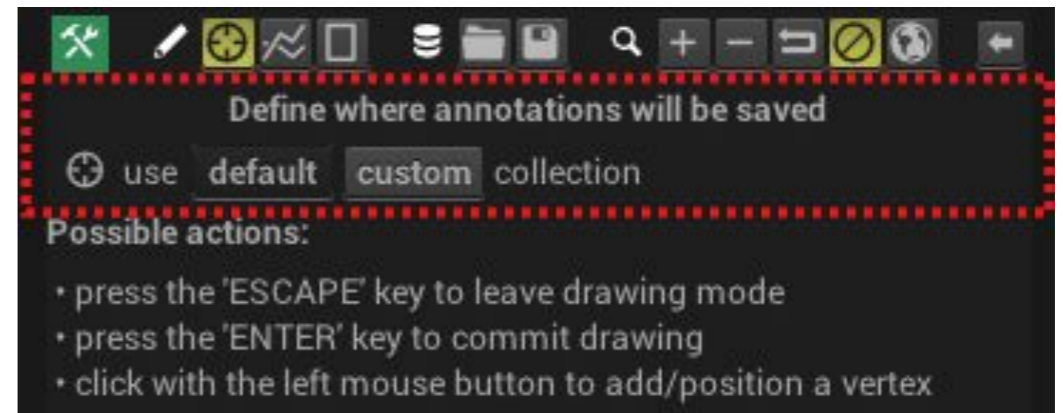 Define where annotations will be saved
use default custom collection
Possible actions:
• press the 'ESCAPE' key to leave drawing mode
• press the 'ENTER' key to commit drawing
• click with the left mouse button to add/position a vertex